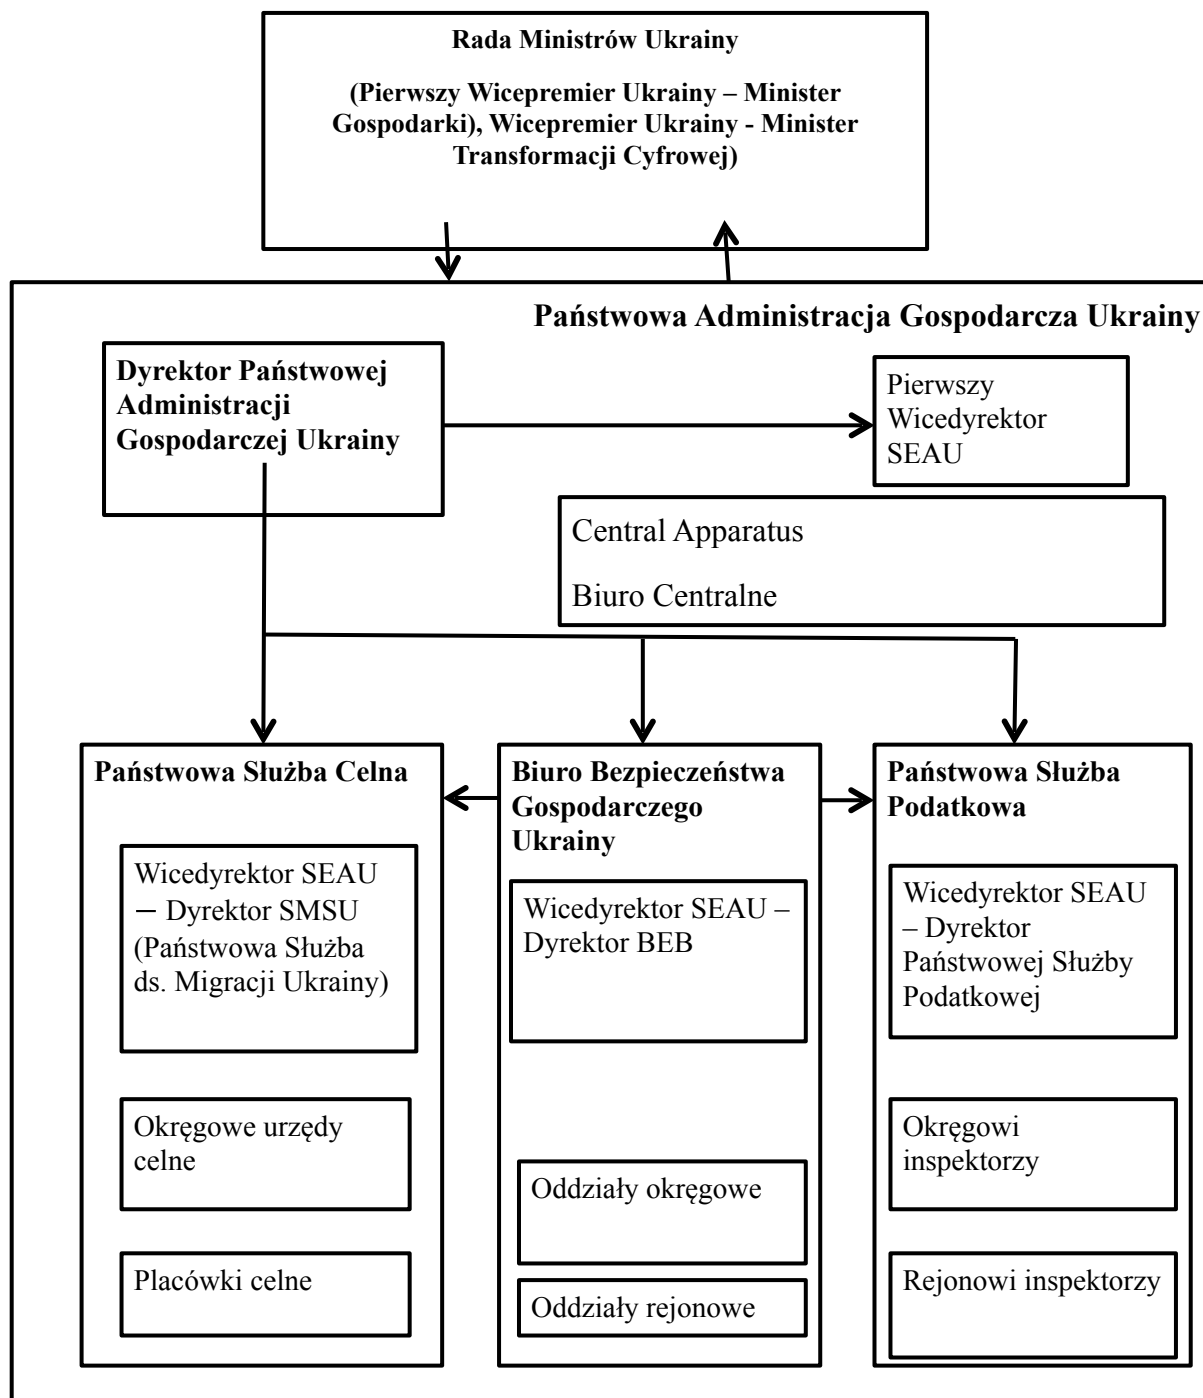 Rada Ministrów Ukrainy
(Pierwszy Wicepremier Ukrainy – Minister
Gospodarki), Wicepremier Ukrainy - Minister
Transformacji Cyfrowej)
Państwowa Administracja Gospodarcza Ukrainy
Dyrektor Państwowej
Administracji
Gospodarczej Ukrainy
Pierwszy
Wicedyrektor
SEAU
Central Apparatus
Biuro Centralne
Państwowa Służba Celna
Wicedyrektor SEAU
— Dyrektor SMSU
(Państwowa Służba
ds. Migracji Ukrainy)
Okręgowe urzędy
celne
Placówki celne
Biuro Bezpieczeństwa
Gospodarczego
Ukrainy
Wicedyrektor SEAU –
Dyrektor BEB
Oddziały okręgowe
Oddziały rejonowe
Państwowa Służba
Podatkowa
Wicedyrektor SEAU
– Dyrektor
Państwowej Służby
Podatkowej
Okręgowi
inspektorzy
Rejonowi inspektorzy